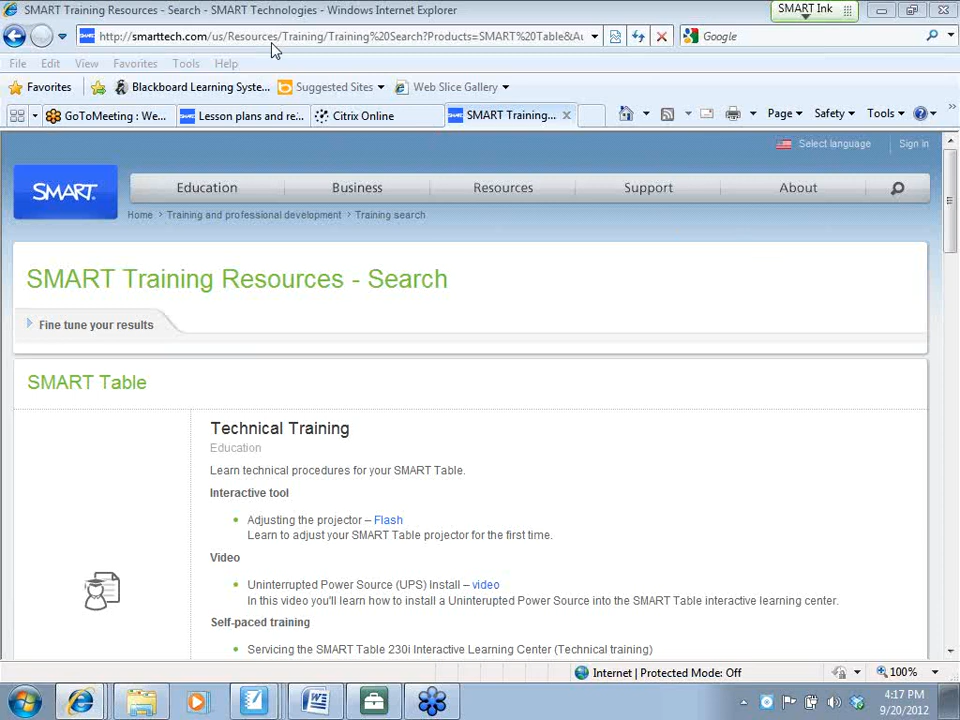 SMART Training Resources - Search - SMART Technologies - Windows Internet Explorer
SMART Ink
http://smarttech.com/us/Resources/Training/Training%20Search?Products=SMART%20Table&Au
Google
File Edit View Favorites Tools Help
Favorites Blackboard Learning Syste... Suggested Sites Web Slice Gallery
GoToMeeting : We... Lesson plans and re... Citrix Online SMART Training... Page Safety Tools
Select language Sign in
SMART Education Business Resources Support About
Home > Training and professional development > Training search
SMART Training Resources - Search
Fine tune your results
SMART Table
Technical Training
Education
Learn technical procedures for your SMART Table.
Interactive tool
Adjusting the projector – Flash
Learn to adjust your SMART Table projector for the first time.
Video
Uninterrupted Power Source (UPS) Install – video
In this video you'll learn how to install a Uninterupted Power Source into the SMART Table interactive learning center.
Self-paced training
Servicing the SMART Table 230i Interactive Learning Center (Technical training)
Internet | Protected Mode: Off 100%
4:17 PM
9/20/2012